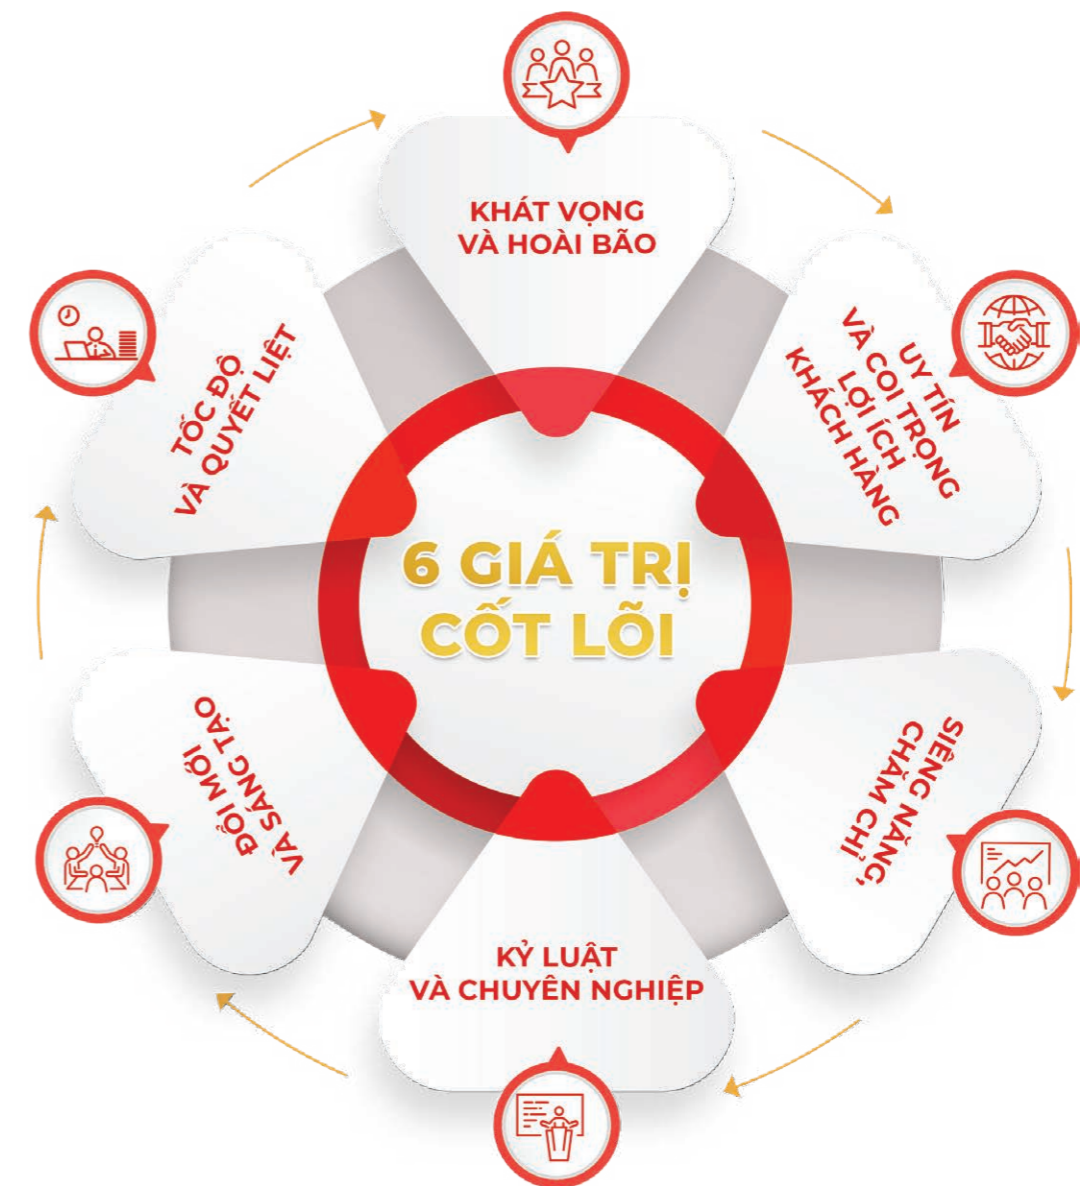 KHÁT VỌNG
VÀ HOÀI BÃO
UY TÍN
VÀ COI TRỌNG
LỢI ÍCH
KHÁCH HÀNG
SIÊNG NĂNG,
CHĂM CHỈ
KỶ LUẬT
VÀ CHUYÊN NGHIỆP
ĐỔI MỚI
VÀ SÁNG TẠO
TỐC ĐỘ
VÀ QUYẾT LIỆT
6 GIÁ TRỊ
CỐT LÕI